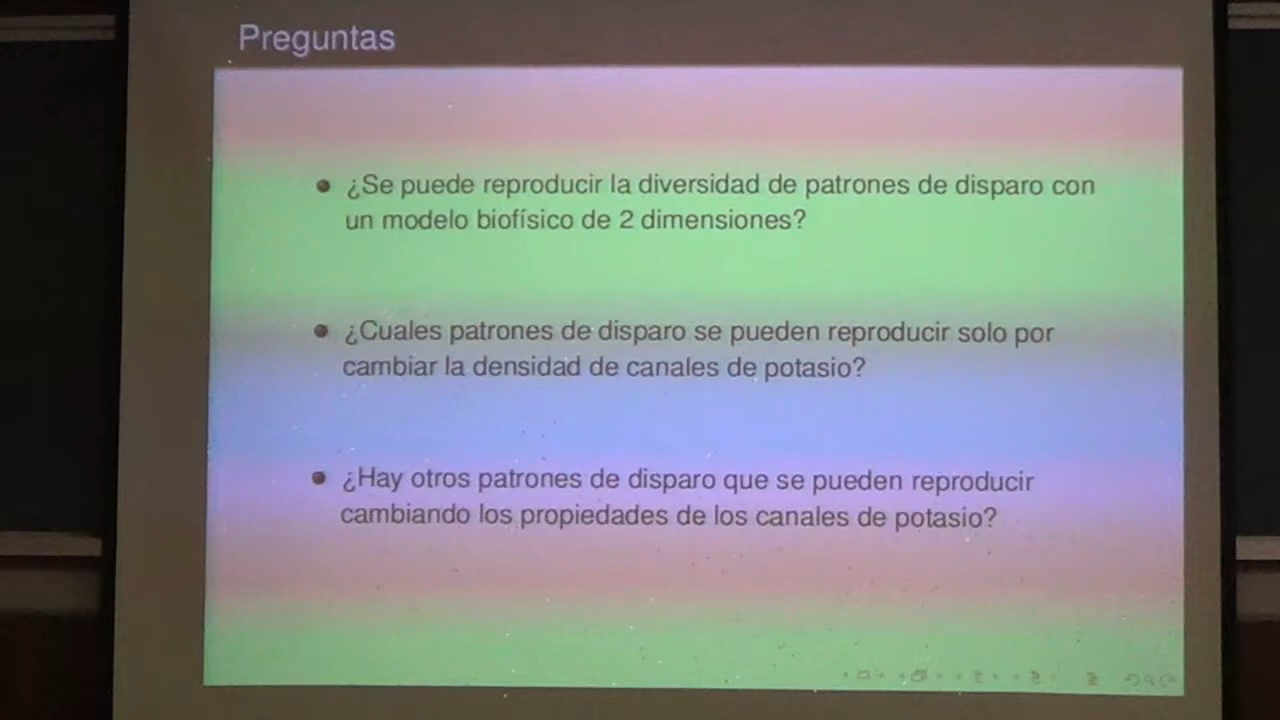 Preguntas
¿Se puede reproducir la diversidad de patrones de disparo con
un modelo biofísico de 2 dimensiones?
¿Cuales patrones de disparo se pueden reproducir solo por
cambiar la densidad de canales de potasio?
¿Hay otros patrones de disparo que se pueden reproducir
cambiando los propiedades de los canales de potasio?